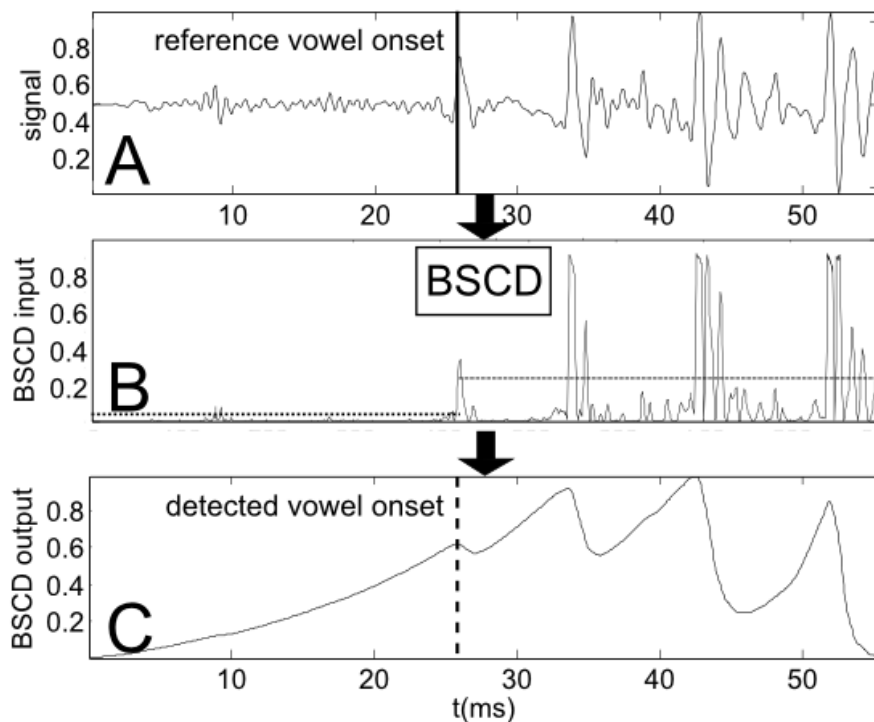 reference vowel onset
signal
0.8
0.6
0.4
0.2
A
10 20 30 40 50
BSCD input
0.8
0.6
0.4
0.2
B
BSCD
BSCD output
0.8
0.6
0.4
0.2
C
detected vowel onset
10 20 30 40 50
t(ms)